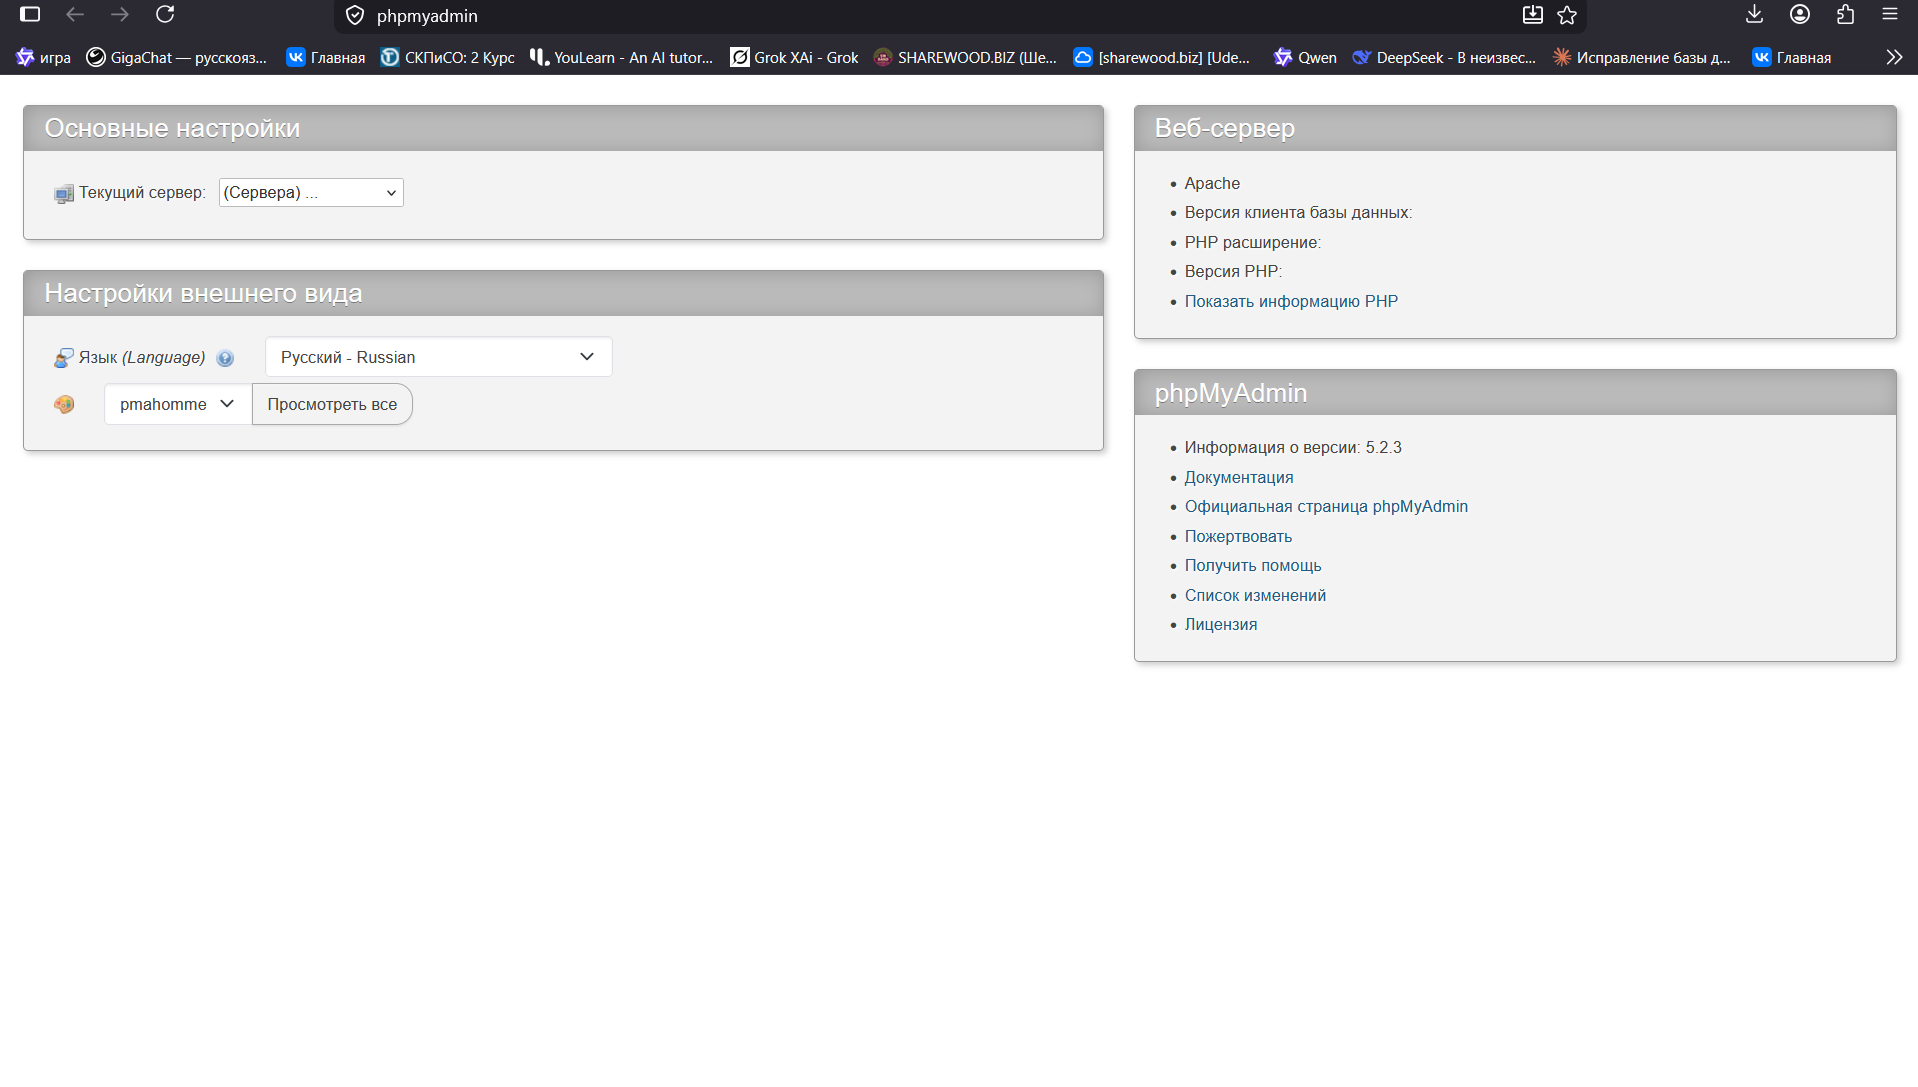 phpmyadmin
игра
GigaChat — русскояз...
Главная
СКПиСО: 2 Курс
YouLearn - An AI tutor...
Grok XAi - Grok
SHAREWOOD.BIZ (Ше...
[sharewood.biz] [Ude...
Qwen
DeepSeek - В неизвес...
Исправление базы д...
Главная
Основные настройки
Текущий сервер: (Сервера) ...
Настройки внешнего вида
Язык (Language) Русский - Russian
pmahomme Просмотреть все
Веб-сервер
Apache
Версия клиента базы данных:
PHP расширение:
Версия PHP:
Показать информацию PHP
phpMyAdmin
Информация о версии: 5.2.3
Документация
Официальная страница phpMyAdmin
Пожертвовать
Получить помощь
Список изменений
Лицензия